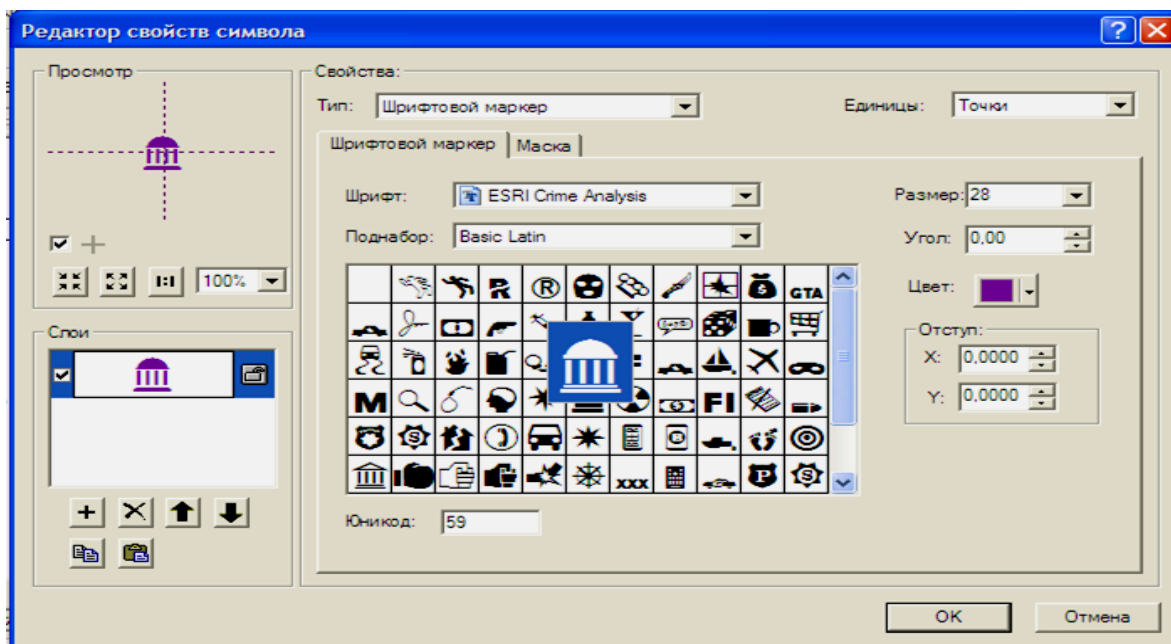 Редактор свойств символа
Просмотр
100%
Слои
Свойства:
Тип: Шрифтовой маркер
Единицы: Точки
Шрифтовой маркер
Маска
Шрифт: ESRI Crime Analysis
Размер: 28
Поднабор: Basic Latin
Угол: 0,00
Цвет:
GTA
Отступ:
X: 0,0000
Y: 0,0000
M
FI
xxx
Юникод: 59
OK
Отмена